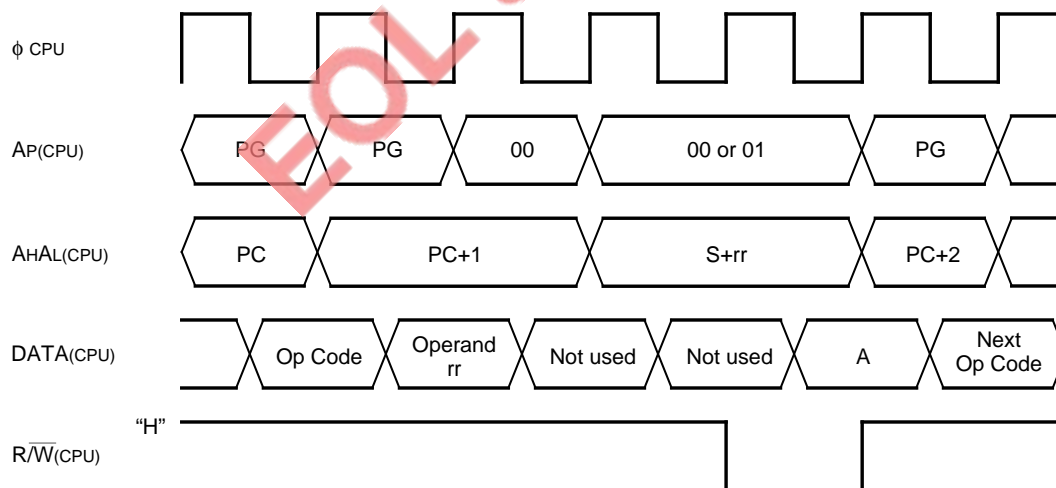 ϕ CPU
AP(CPU) PG PG 00 00 or 01 PG
AHAL(CPU) PC PC+1 S+rr PC+2
DATA(CPU) Op Code Operand rr Not used Not used A Next Op Code
“H”
R/W̅(CPU)
EOL